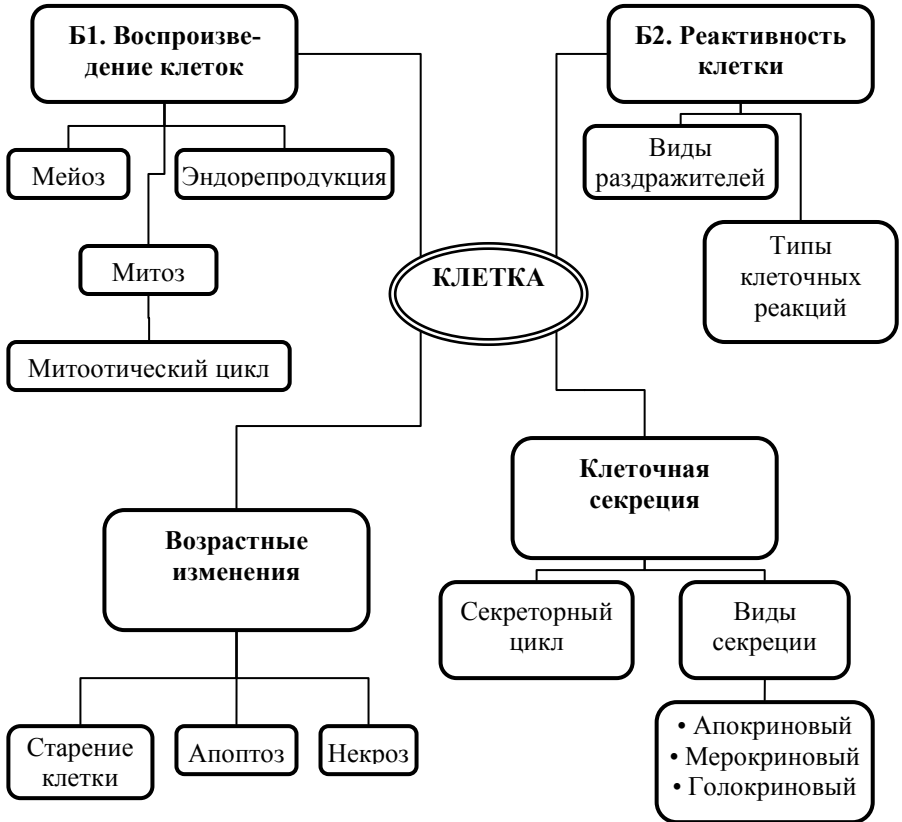 Б1. Воспроизве-
дение клеток
Б2. Реактивность
клетки
Мейоз
Эндорепродукция
Виды
раздражителей
Митоз
Типы
клеточных
реакций
КЛЕТКА
Митоотический цикл
Клеточная
секреция
Возрастные
изменения
Секреторный
цикл
Виды
секреции
Старение
клетки
Апоптоз
Некроз
• Апокриновый
• Мерокриновый
• Голокриновый